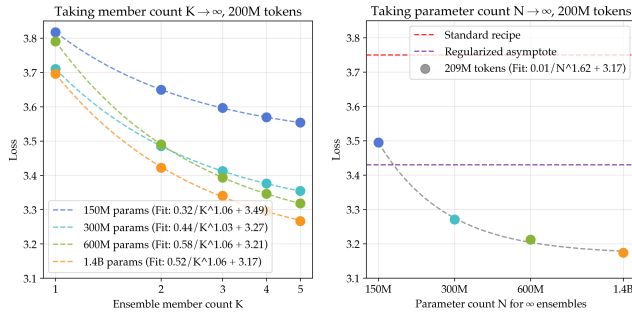 Taking member count K→∞, 200M tokens
3.8
3.7
3.6
3.5
3.4
3.3
3.2
3.1
Loss
150M params (Fit: 0.32/K^1.06 + 3.49)
300M params (Fit: 0.44/K^1.03 + 3.27)
600M params (Fit: 0.58/K^1.06 + 3.21)
1.4B params (Fit: 0.52/K^1.06 + 3.17)
1 2 3 4 5
Ensemble member count K
Taking parameter count N→∞, 200M tokens
3.8
3.7
3.6
3.5
3.4
3.3
3.2
3.1
Loss
Standard recipe
Regularized asymptote
209M tokens (Fit: 0.01/N^1.62 + 3.17)
150M 300M 600M 1.4B
Parameter count N for ∞ ensembles